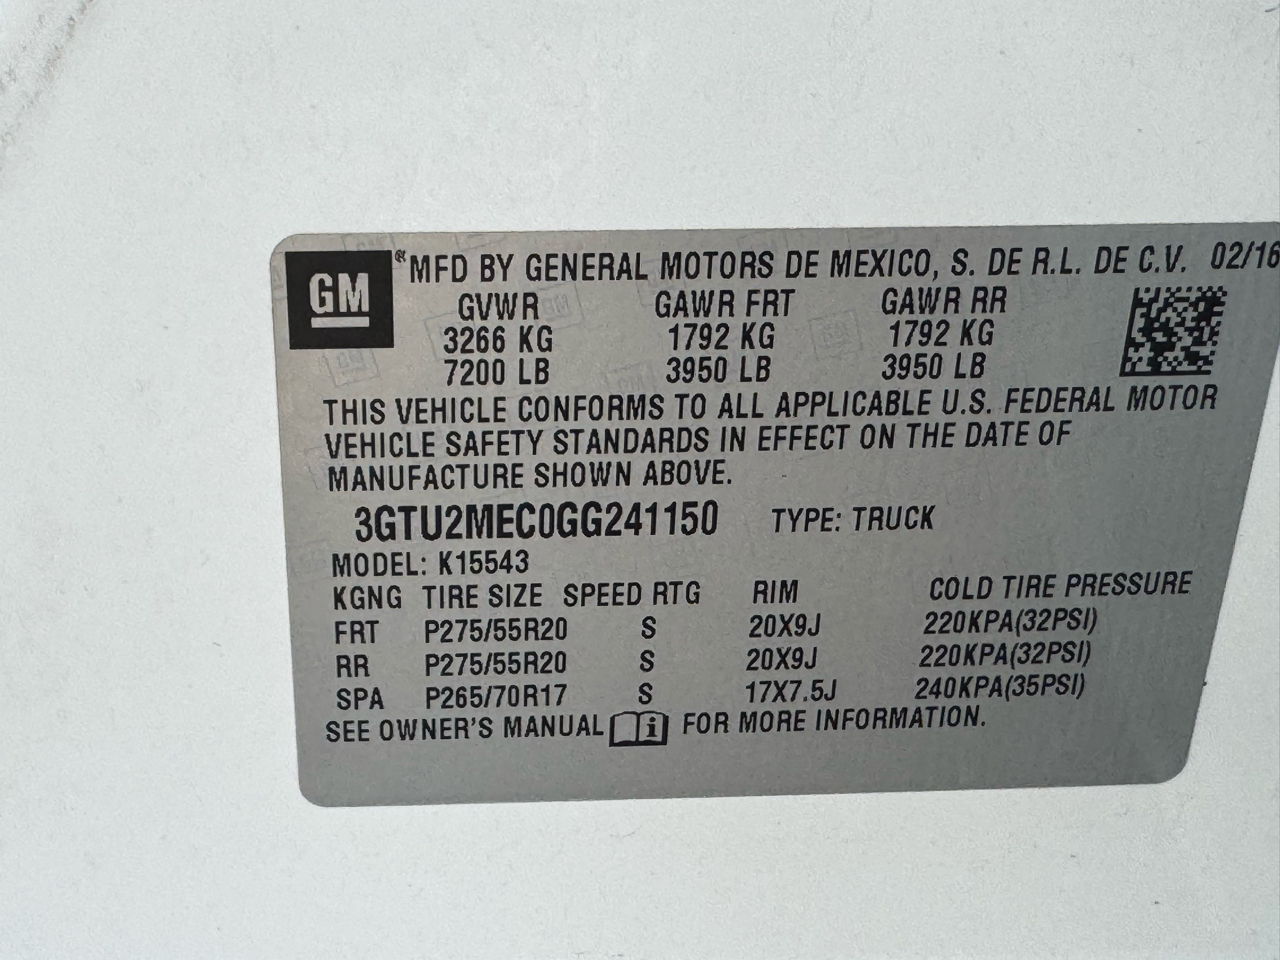 GM ® MFD BY GENERAL MOTORS DE MEXICO, S. DE R.L. DE C.V. 02/16
GVWR GAWR FRT GAWR RR
3266 KG 1792 KG 1792 KG
7200 LB 3950 LB 3950 LB
THIS VEHICLE CONFORMS TO ALL APPLICABLE U.S. FEDERAL MOTOR
VEHICLE SAFETY STANDARDS IN EFFECT ON THE DATE OF
MANUFACTURE SHOWN ABOVE.
3GTU2MEC0GG241150 TYPE: TRUCK
MODEL: K15543
KGNG TIRE SIZE SPEED RTG RIM COLD TIRE PRESSURE
FRT P275/55R20 S 20X9J 220KPA(32PSI)
RR P275/55R20 S 20X9J 220KPA(32PSI)
SPA P265/70R17 S 17X7.5J 240KPA(35PSI)
SEE OWNER'S MANUAL i FOR MORE INFORMATION.